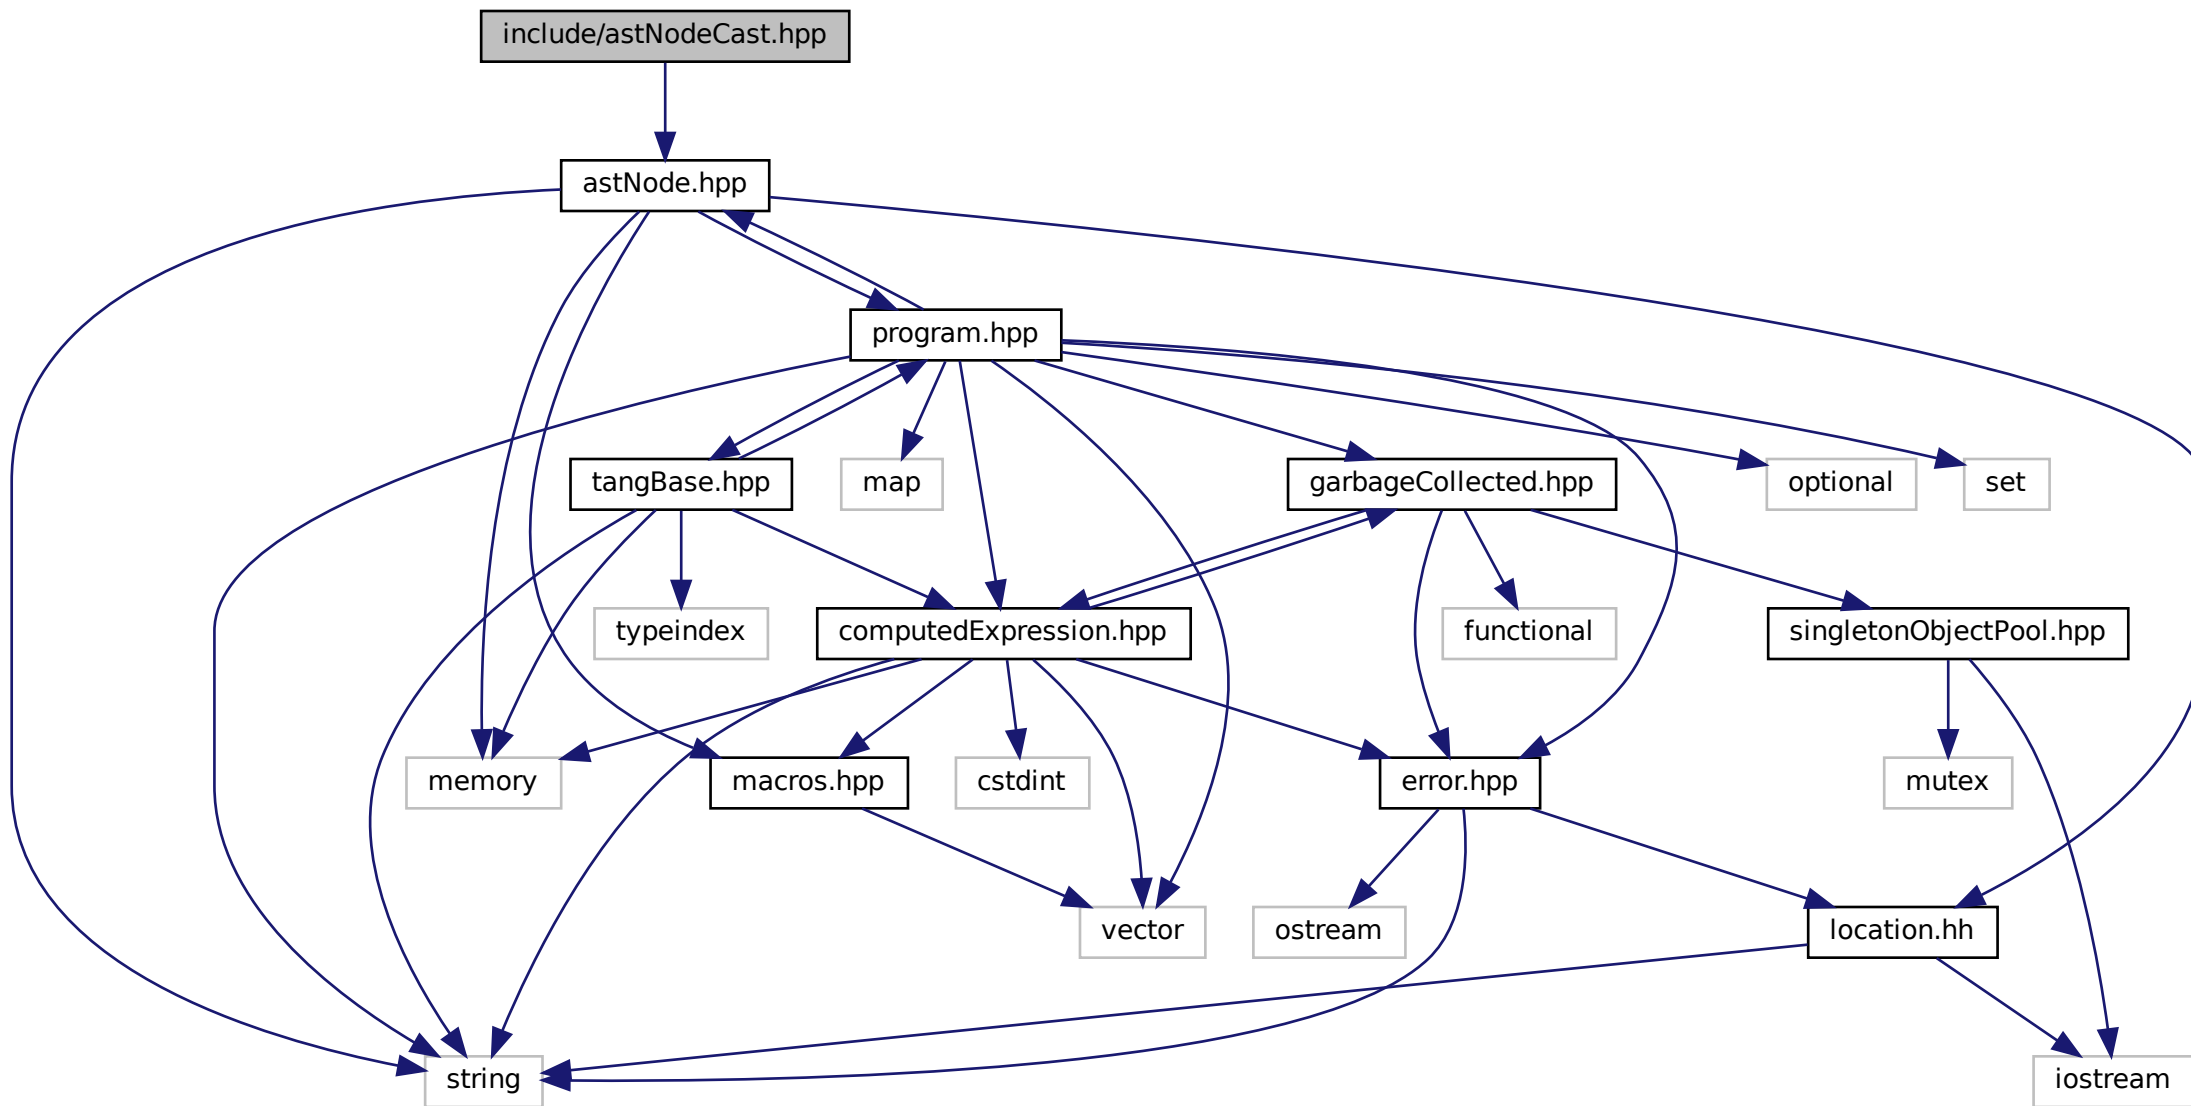 include/astNodeCast.hpp
astNode.hpp
program.hpp
tangBase.hpp
map
garbageCollected.hpp
optional
set
typeindex
computedExpression.hpp
functional
singletonObjectPool.hpp
memory
macros.hpp
cstdint
error.hpp
mutex
vector
ostream
location.hh
string
iostream